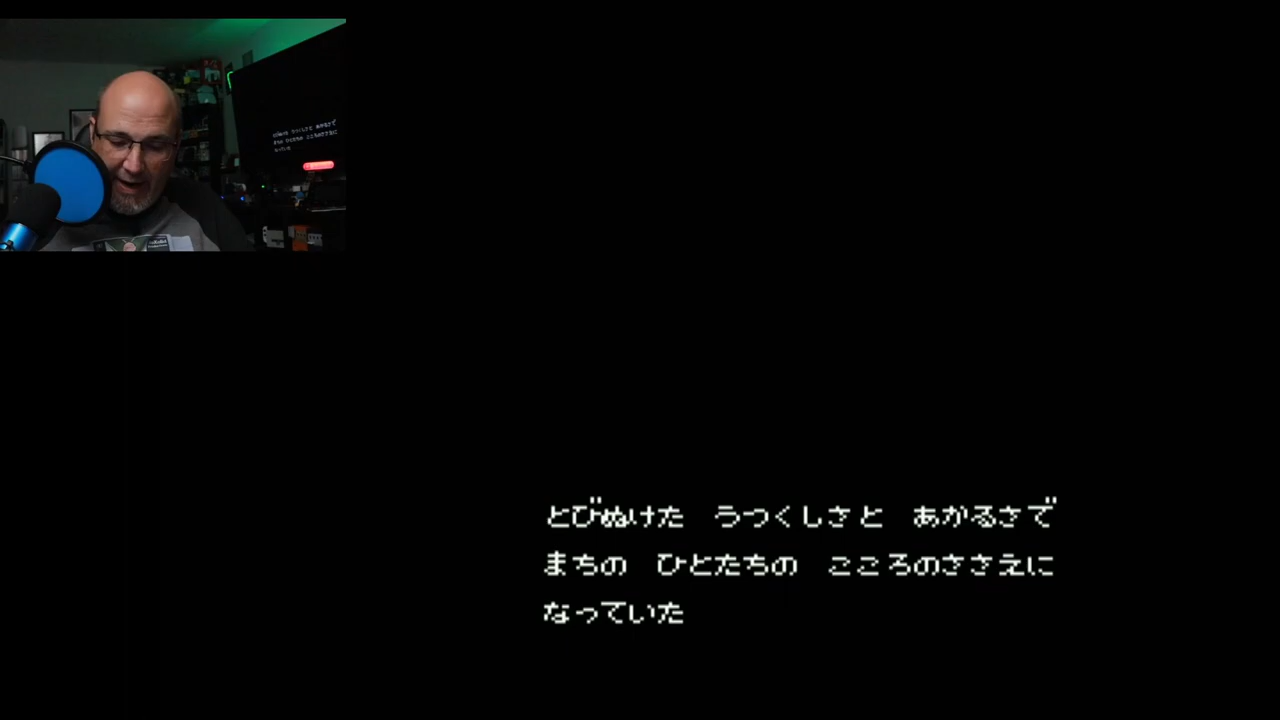 とびぬけた　うつくしさと　あかるさで
まちの　ひとたちの　こころのささえに
なっていた